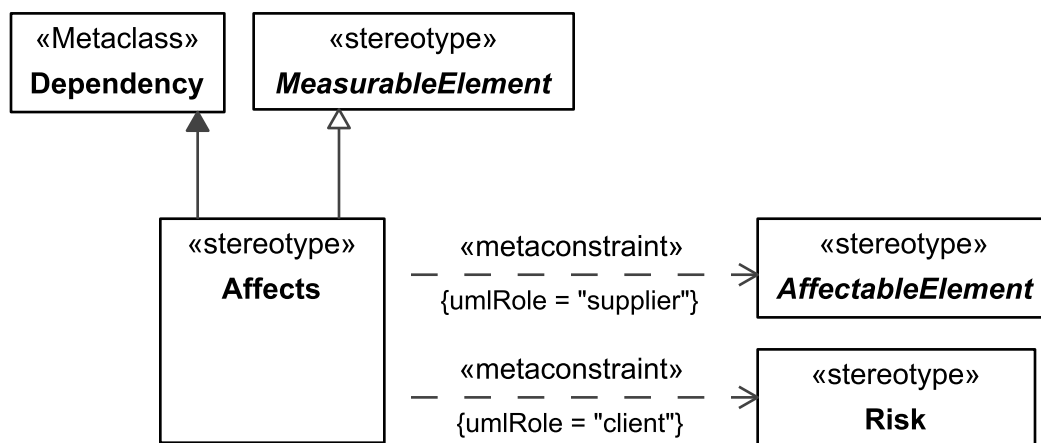 «Metaclass»
Dependency
«stereotype»
MeasurableElement
«stereotype»
Affects
«metaconstraint»
{umlRole = "supplier"}
«stereotype»
AffectableElement
«metaconstraint»
{umlRole = "client"}
«stereotype»
Risk